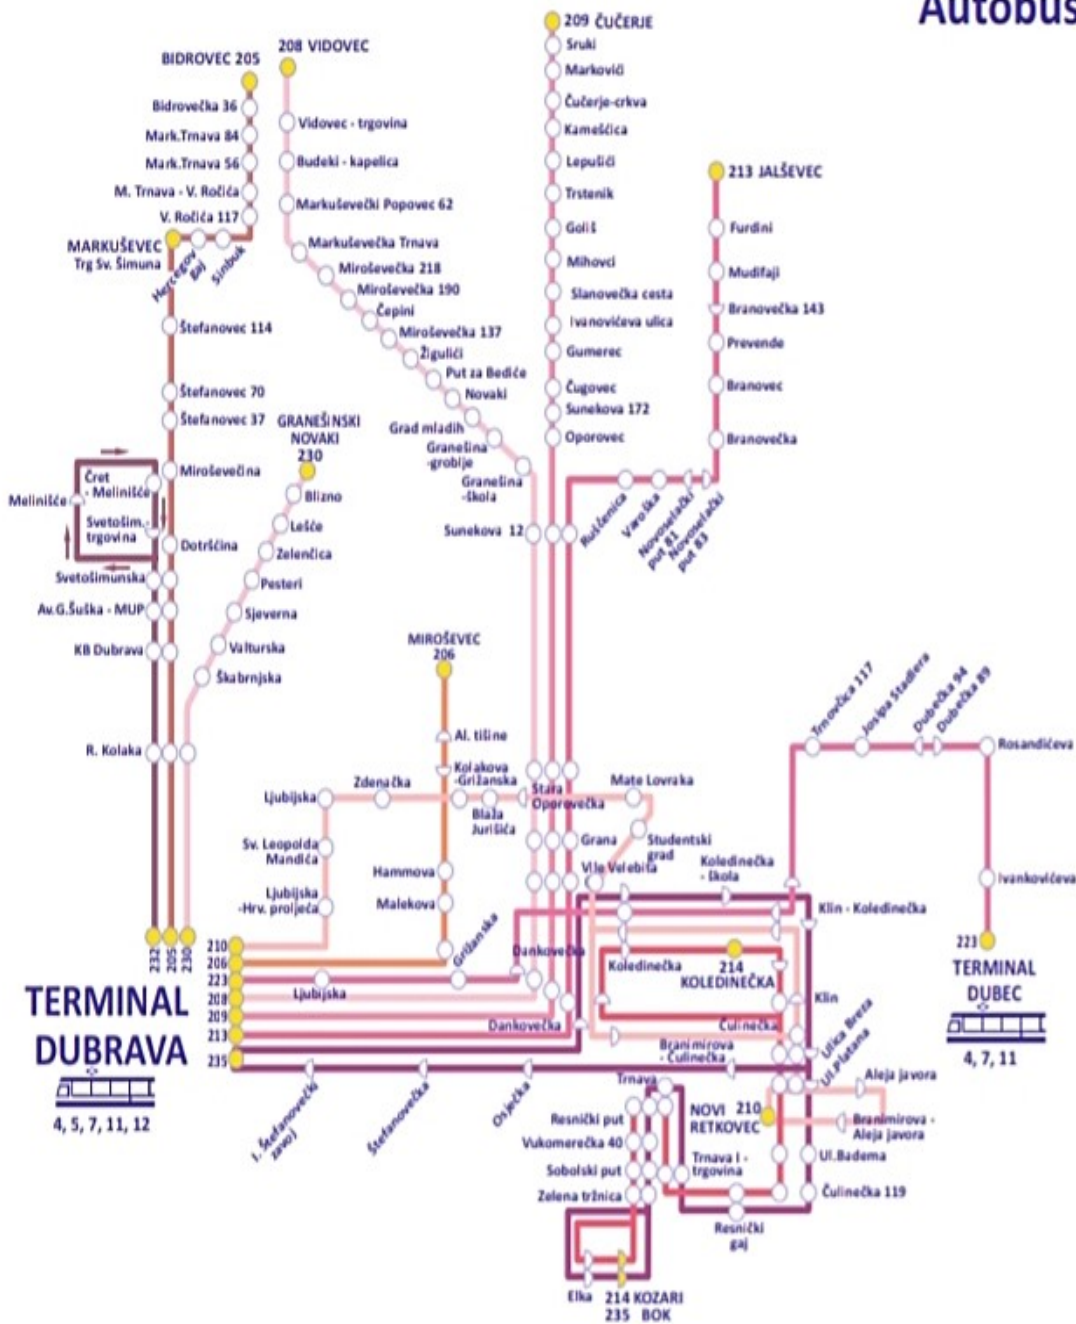 Autobus
209 ČUČERJE
Sruki
Markovići
Čučerje-crkva
Kameščica
Lepušići
Trstenik
Goliš
Mihovci
Slanovečka cesta
Ivanovićeva ulica
Gumerec
Čugovec
Sunekova 172
Oporovec
208 VIDOVEC
Vidovec - trgovina
Budeki - kapelica
Markuševečki Popovec 62
Markuševečka Trnava
Miroševečka 218
Miroševečka 190
Čepini
Miroševečka 137
Žigulići
Put za Bediće
Novaki
Grad mladih
Granešina
-groblje
Granešina
-škola
Sunekova 12
BIDROVEC 205
Bidrovečka 36
Mark.Trnava 84
Mark.Trnava 56
M. Trnava - V. Ročića
V. Ročića 117
MARKUŠEVEC
Trg Sv. Šimuna
Hercegov
gaj
Sinbuk
Štefanovec 114
Štefanovec 70
Štefanovec 37
Miroševečina
Dotrščina
Čret
- Melinišće
Melinišće
Svetošim.-
trgovina
Svetošimunska
Av.G.Šuška - MUP
KB Dubrava
R. Kolaka
GRANEŠINSKI
NOVAKI
230
Blizno
Lešće
Zelenčica
Pesteri
Sjeverna
Valturska
Škabrnjska
213 JALŠEVEC
Furdini
Mudifaji
Branovečka 143
Prevende
Branovec
Branovečka
Ruščenica
Varoška
Novoselački
put 81
Novoselački
put 83
MIROŠEVEC
206
Al. tišine
Kolakova
-Grižanska
Hammova
Malekova
Grižanska
Ljubijska
Zdenačka
Blaža
Jurišića
Stara
Oporovečka
Mate Lovraka
Studentski
grad
Grana
Vile Velebita
Sv. Leopolda
Mandića
Ljubijska
-Hrv. proljeća
Koledinečka
- škola
Trnovčica 117
Josipa Stadlera
Dubečka 94
Dubečka 89
Rosandićeva
Ivankovićeva
223
TERMINAL
DUBEC
4, 7, 11
Klin - Koledinečka
Dankovečka
Koledinečka
214
KOLEDINEČKA
Klin
Čulinečka
Dankovečka
Branimirova
- Čulinečka
Ulica Breza
Ul.Platana
Aleja javora
Branimirova -
Aleja javora
NOVI 210
RETKOVEC
232
205
230
210
206
223
208
209
213
235
Ljubijska
TERMINAL
DUBRAVA
4, 5, 7, 11, 12
I. Štefanovečki
zavoj
Štefanovečka
Osječka
Trnava
Resnički put
Vukomerečka 40
Sobolski put
Zelena tržnica
Trnava I -
trgovina
Ul.Badema
Čulinečka 119
Resnički
gaj
Elka
214 KOZARI
235 BOK